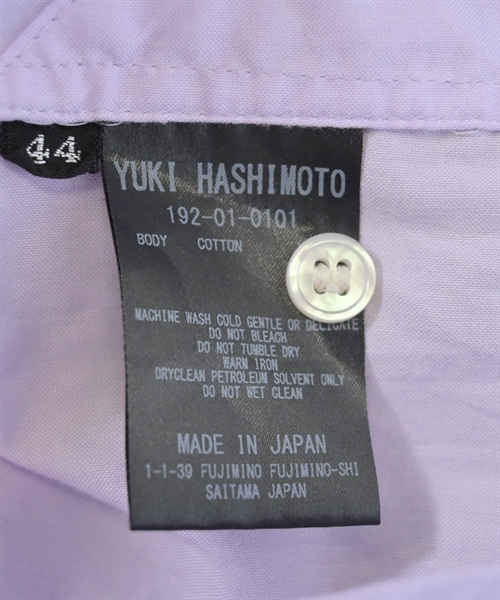 44
YUKI HASHIMOTO
192-01-0101
BODY COTTON
MACHINE WASH COLD GENTLE OR DELICATE
DO NOT BLEACH
DO NOT TUMBLE DRY
WARM IRON
DRYCLEAN PETROLEUM SOLVENT ONLY
DO NOT WET CLEAN
MADE IN JAPAN
1-1-39 FUJIMINO FUJIMINO-SHI
SAITAMA JAPAN